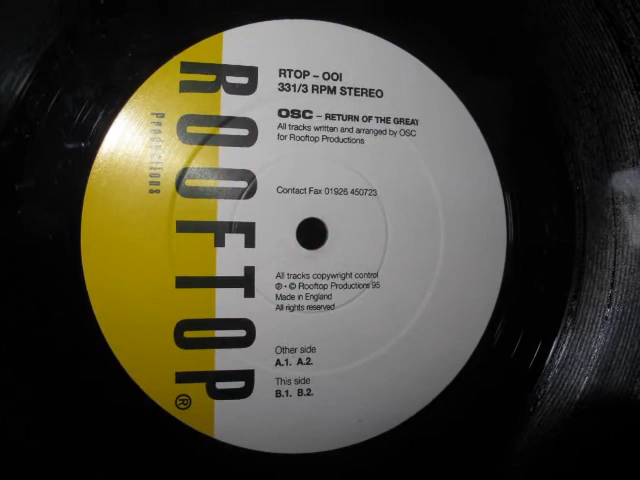 ROOFTOP®
Productions
RTOP - 001
331/3 RPM STEREO
OSC - RETURN OF THE GREAT
All tracks written and arranged by OSC
for Rooftop Productions
Contact Fax 01926 450723
All tracks copywright control
℗ + © Rooftop Productions 95
Made in England
All rights reserved
Other side
A.1. A.2.
This side
B.1. B.2.